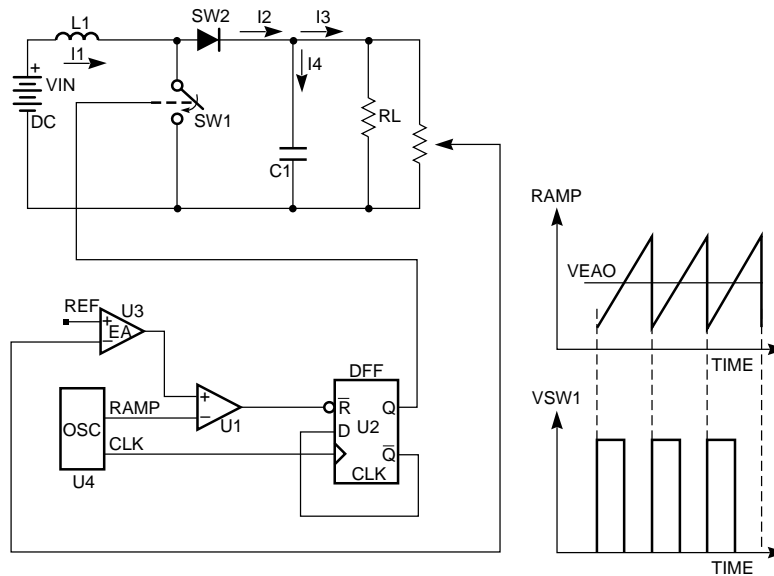 L1
SW2
I2
I3
I1
I4
+
VIN
DC
SW1
RL
C1
RAMP
VEAO
TIME
REF
U3
+
EA
−
DFF
+
−
U1
R
Q
D
U2
Q
CLK
OSC
RAMP
CLK
U4
VSW1
TIME